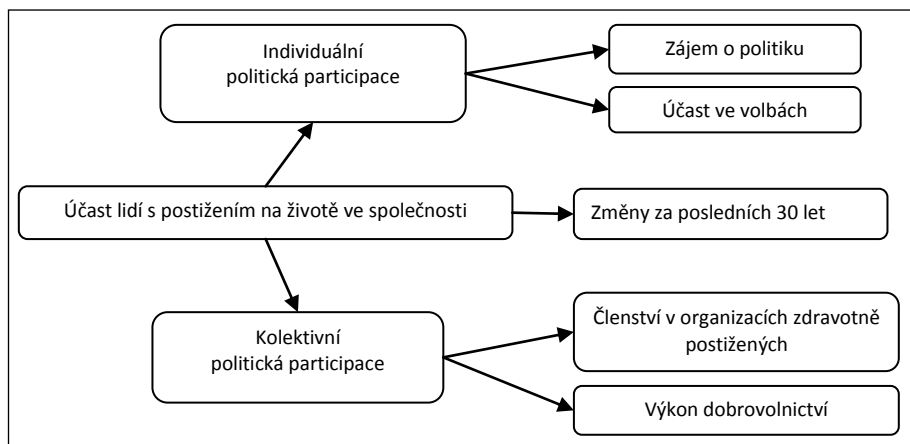 Individuální
politická participace
Zájem o politiku
Účast ve volbách
Účast lidí s postižením na životě ve společnosti
Změny za posledních 30 let
Kolektivní
politická participace
Členství v organizacích zdravotně
postižených
Výkon dobrovolnictví